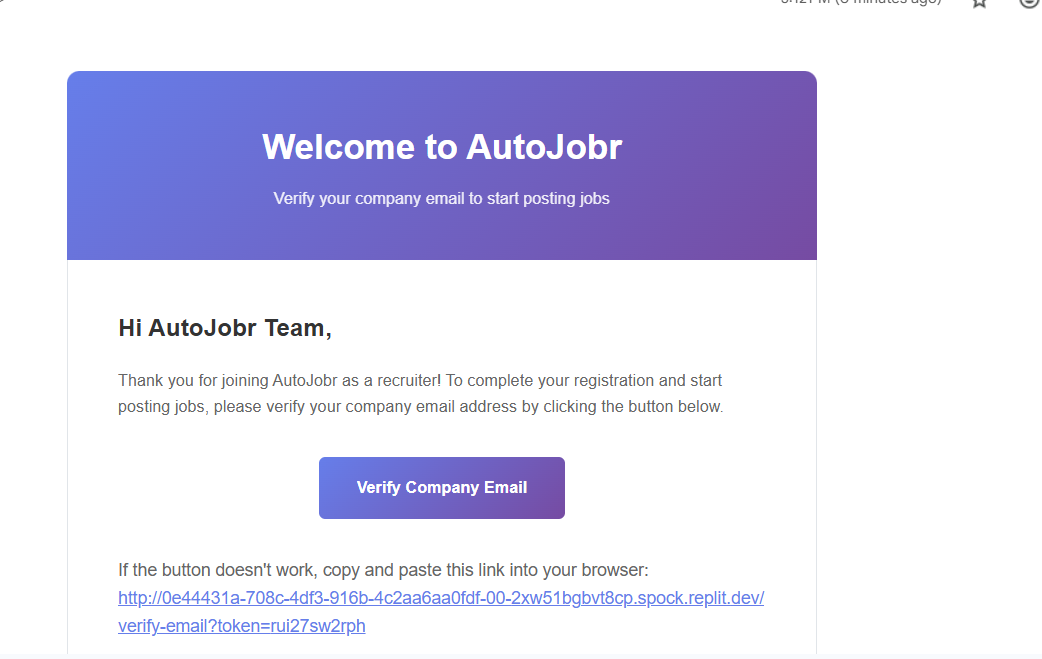 Welcome to AutoJobr
Verify your company email to start posting jobs
Hi AutoJobr Team,
Thank you for joining AutoJobr as a recruiter! To complete your registration and start
posting jobs, please verify your company email address by clicking the button below.
Verify Company Email
If the button doesn't work, copy and paste this link into your browser:
http://0e44431a-708c-4df3-916b-4c2aa6aa0fdf-00-2xw51bgbvt8cp.spock.replit.dev/
verify-email?token=rui27sw2rph